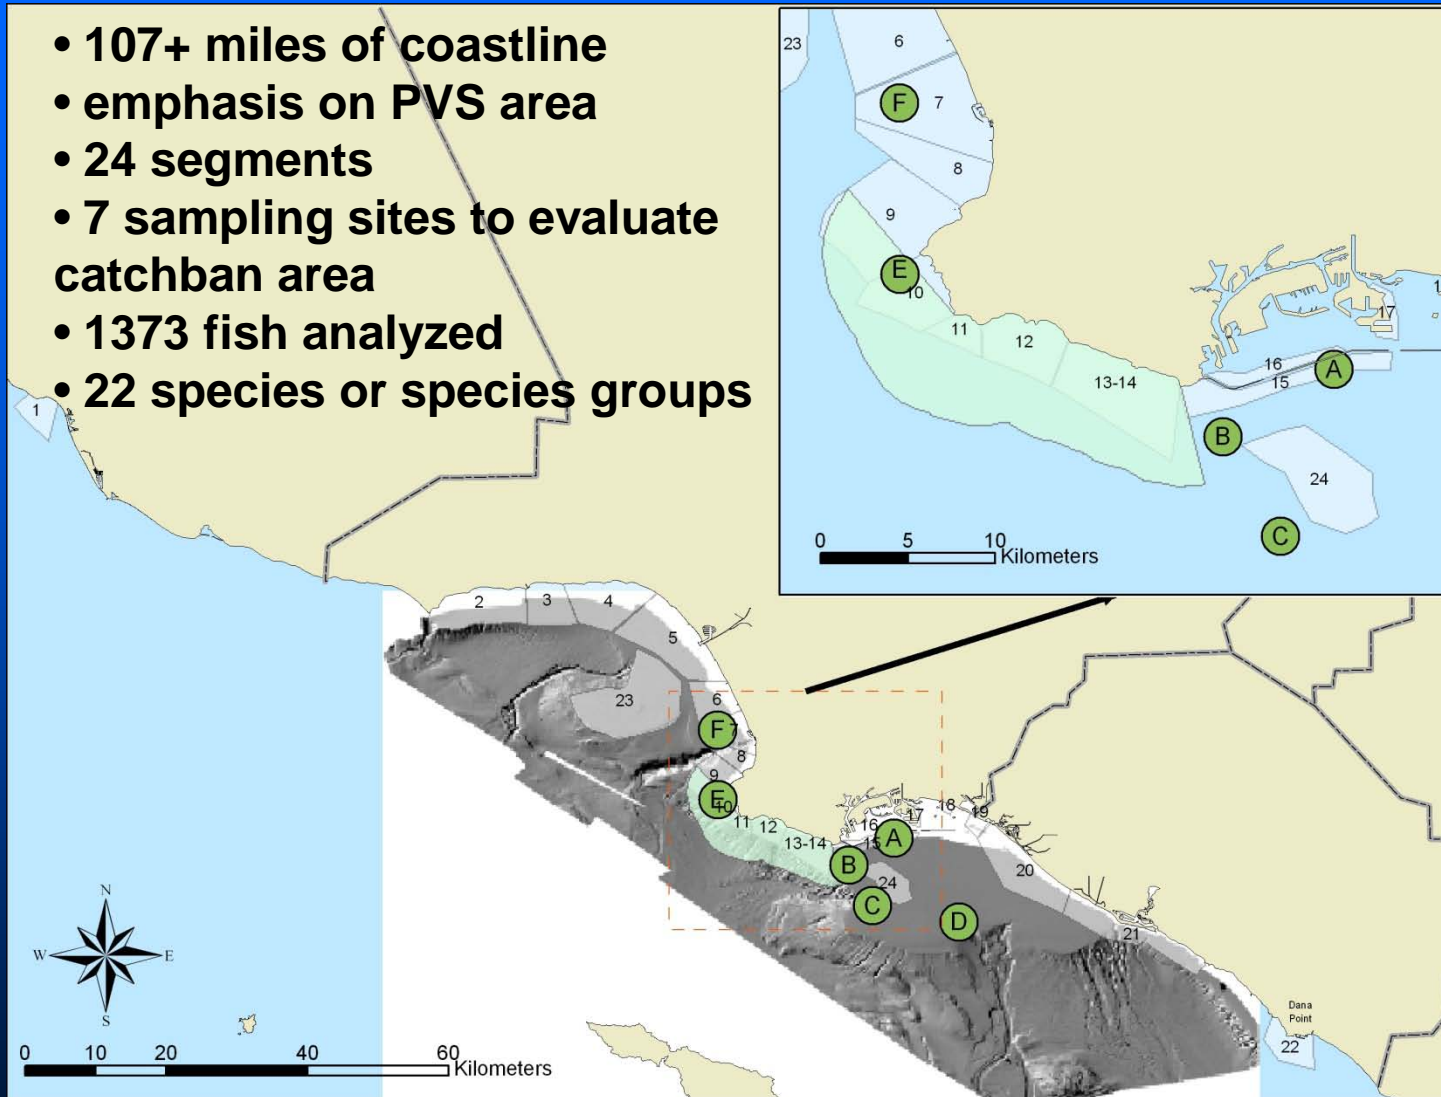 • 107+ miles of coastline
• emphasis on PVS area
• 24 segments
• 7 sampling sites to evaluate
catchban area
• 1373 fish analyzed
• 22 species or species groups
23
6
F
7
8
9
E
10
11
12
13-14
17
16
15
A
B
24
C
0 5 10
Kilometers
1
2
3
4
5
23
6
F
7
8
9
E
10
11
12
13-14
16
17
18
19
15
A
B
24
C
D
20
21
Dana
Point
22
N
W
E
S
0 10 20 40 60
Kilometers